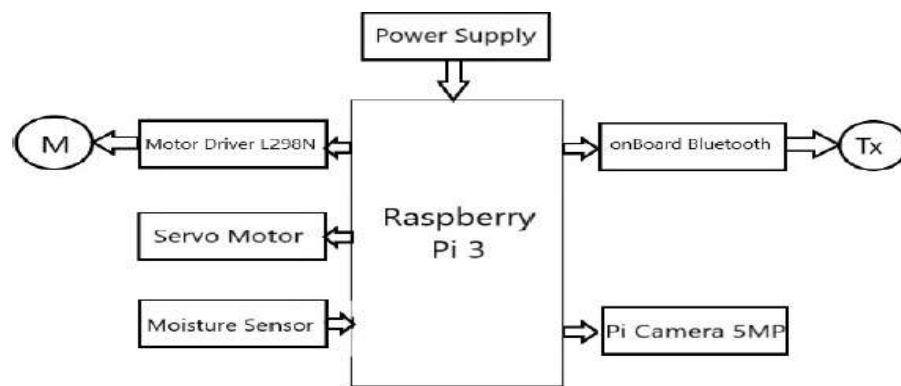 Power Supply
M
Motor Driver L298N
onBoard Bluetooth
Tx
Raspberry
Pi 3
Servo Motor
Moisture Sensor
Pi Camera 5MP